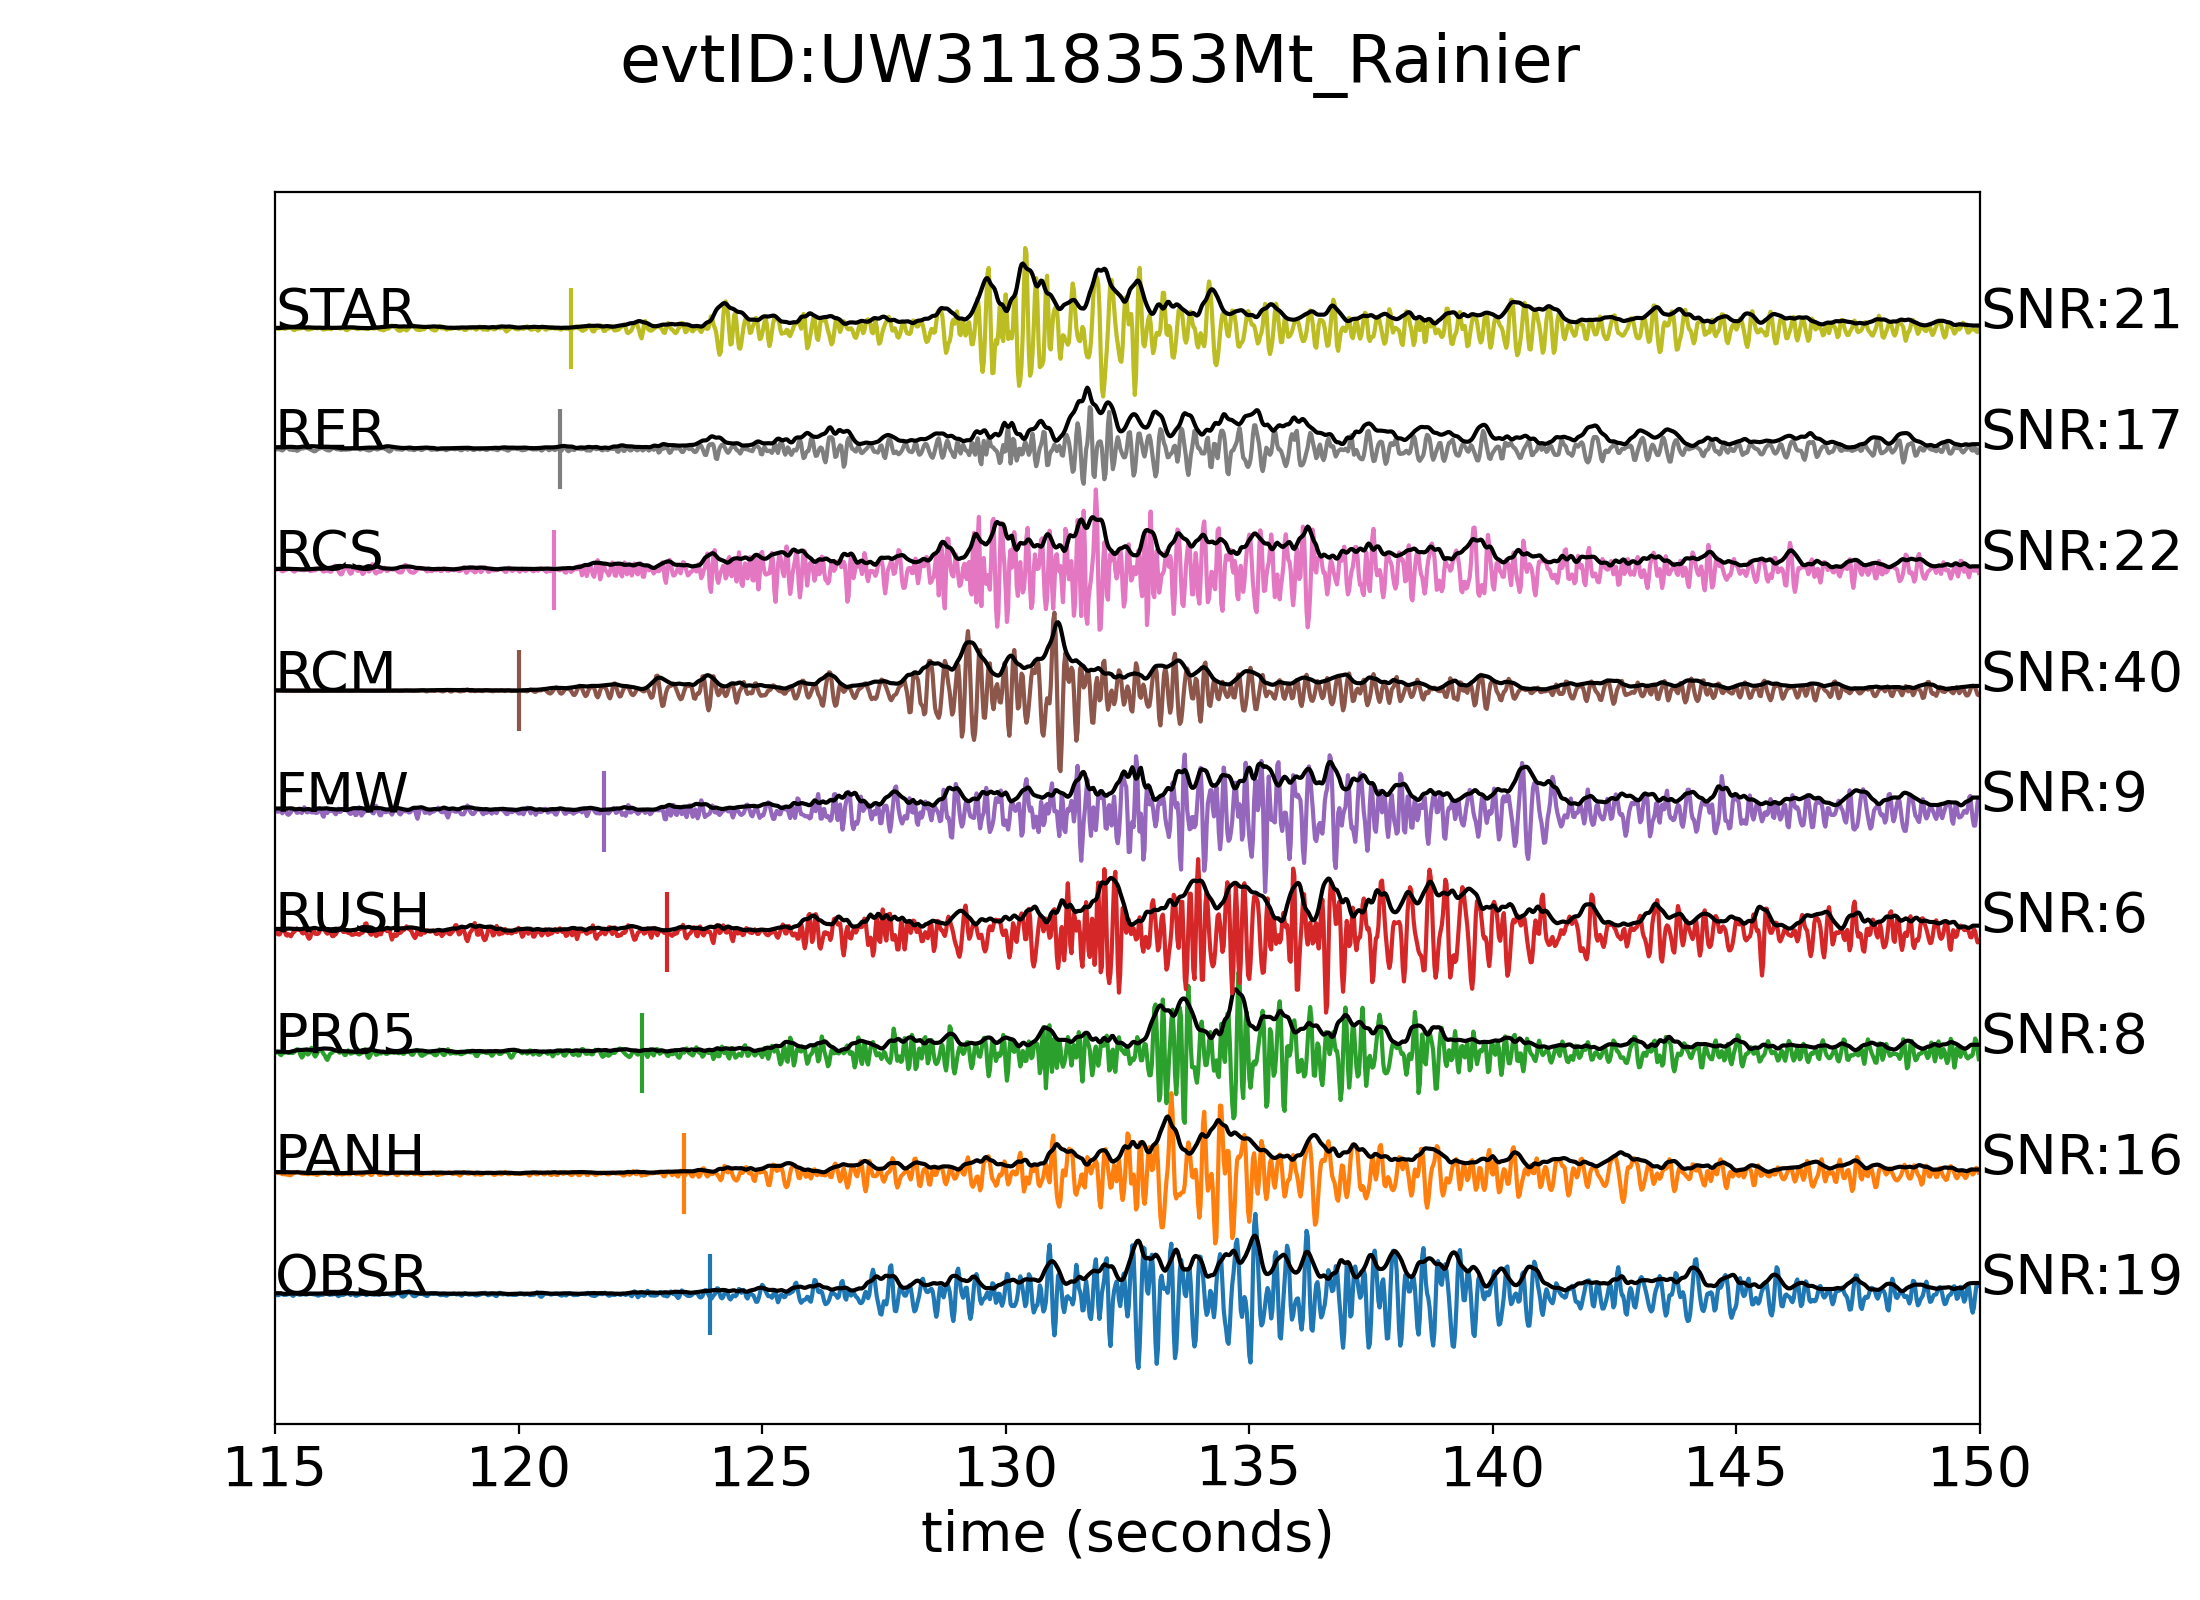 evtID:UW3118353Mt_Rainier
STAR SNR:21
RER SNR:17
RCS SNR:22
RCM SNR:40
FMW SNR:9
RUSH SNR:6
PR05 SNR:8
PANH SNR:16
OBSR SNR:19
115 120 125 130 135 140 145 150
time (seconds)